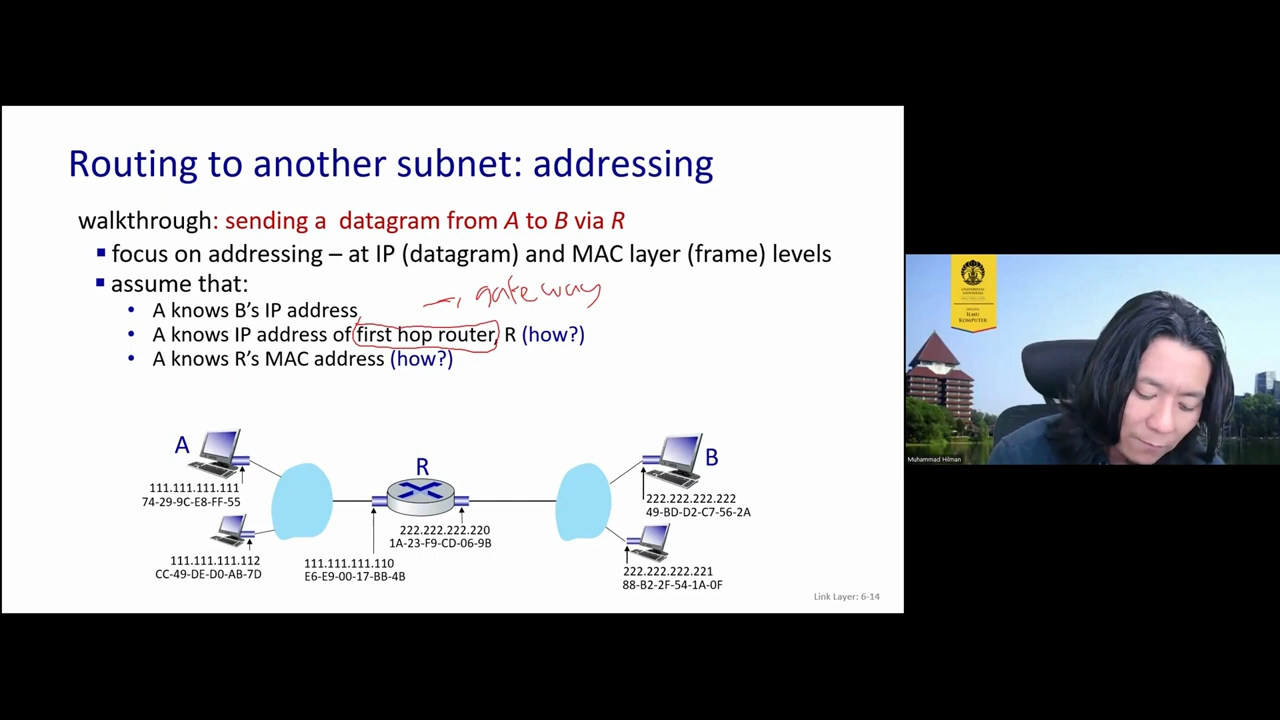 Routing to another subnet: addressing
walkthrough: sending a datagram from A to B via R
focus on addressing – at IP (datagram) and MAC layer (frame) levels
assume that:
→ gateway
A knows B's IP address
A knows IP address of first hop router, R (how?)
A knows R's MAC address (how?)
A
111.111.111.111
74-29-9C-E8-FF-55
111.111.111.112
CC-49-DE-D0-AB-7D
R
222.222.222.220
1A-23-F9-CD-06-9B
111.111.111.110
E6-E9-00-17-BB-4B
B
222.222.222.222
49-BD-D2-C7-56-2A
222.222.222.221
88-B2-2F-54-1A-0F
Link Layer: 6-14
UNIVERSITAS
INDONESIA
ILMU
KOMPUTER
Muhammad Hilman